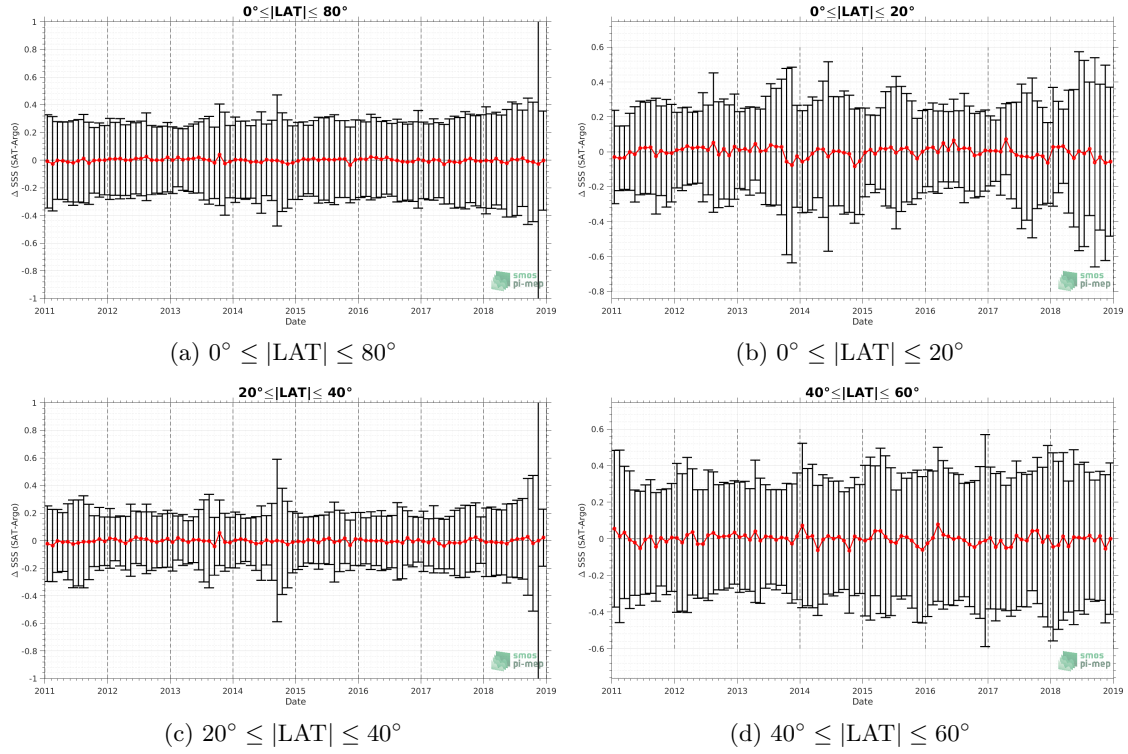 0°≤|LAT|≤ 80°
1
0.8
0.6
0.4
0.2
0
-0.2
-0.4
-0.6
-0.8
-1
Δ SSS (SAT-Argo)
2011 2012 2013 2014 2015 2016 2017 2018 2019
Date
smos
pi-mep
(a) 0° ≤ |LAT| ≤ 80°
0°≤|LAT|≤ 20°
0.6
0.4
0.2
0
-0.2
-0.4
-0.6
-0.8
Δ SSS (SAT-Argo)
2011 2012 2013 2014 2015 2016 2017 2018 2019
Date
smos
pi-mep
(b) 0° ≤ |LAT| ≤ 20°
20°≤|LAT|≤ 40°
1
0.8
0.6
0.4
0.2
0
-0.2
-0.4
-0.6
-0.8
-1
Δ SSS (SAT-Argo)
2011 2012 2013 2014 2015 2016 2017 2018 2019
Date
smos
pi-mep
(c) 20° ≤ |LAT| ≤ 40°
40°≤|LAT|≤ 60°
0.6
0.4
0.2
0
-0.2
-0.4
-0.6
Δ SSS (SAT-Argo)
2011 2012 2013 2014 2015 2016 2017 2018 2019
Date
smos
pi-mep
(d) 40° ≤ |LAT| ≤ 60°